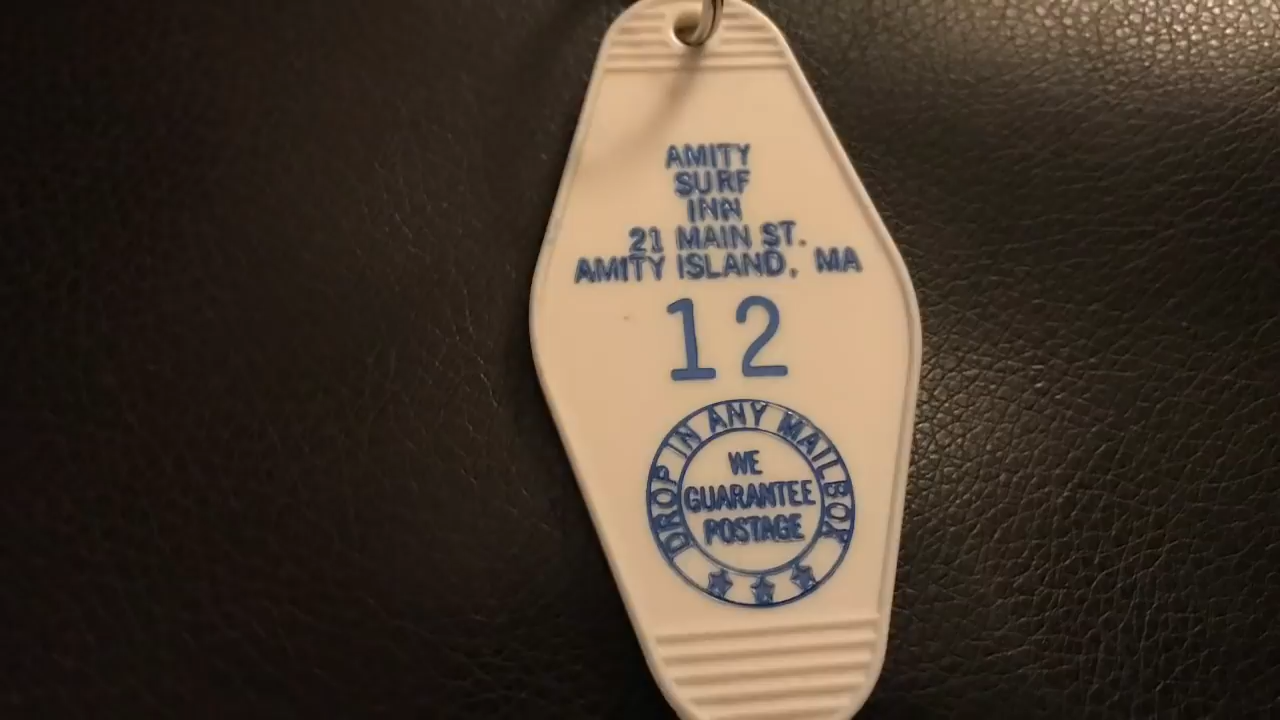 AMITY
SURF
INN
21 MAIN ST.
AMITY ISLAND, MA
12
DROP IN ANY MAILBOX
WE
GUARANTEE
POSTAGE